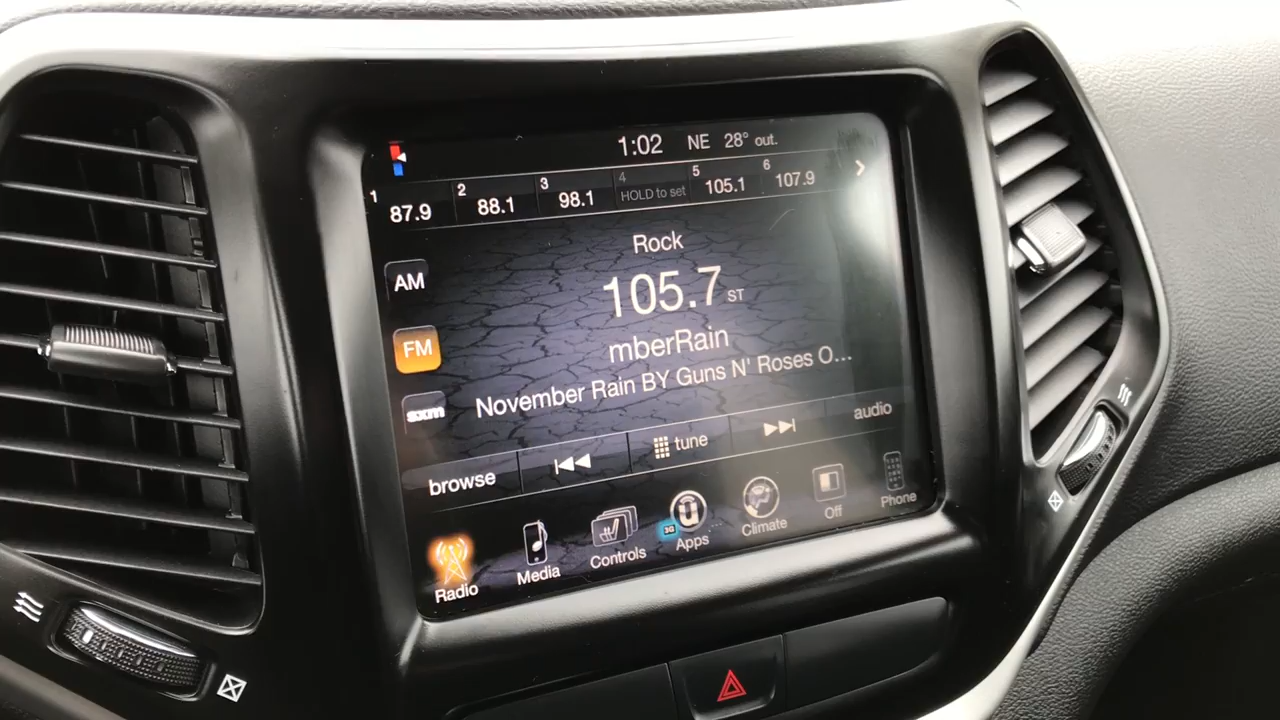 1:02 NE 28° out.
1 87.9 2 88.1 3 98.1 4 HOLD to set 5 105.1 6 107.9
Rock
AM
105.7 ST
FM
mberRain
sxm
November Rain BY Guns N' Roses O...
browse tune audio
Radio Media Controls 3G Apps Climate Off Phone